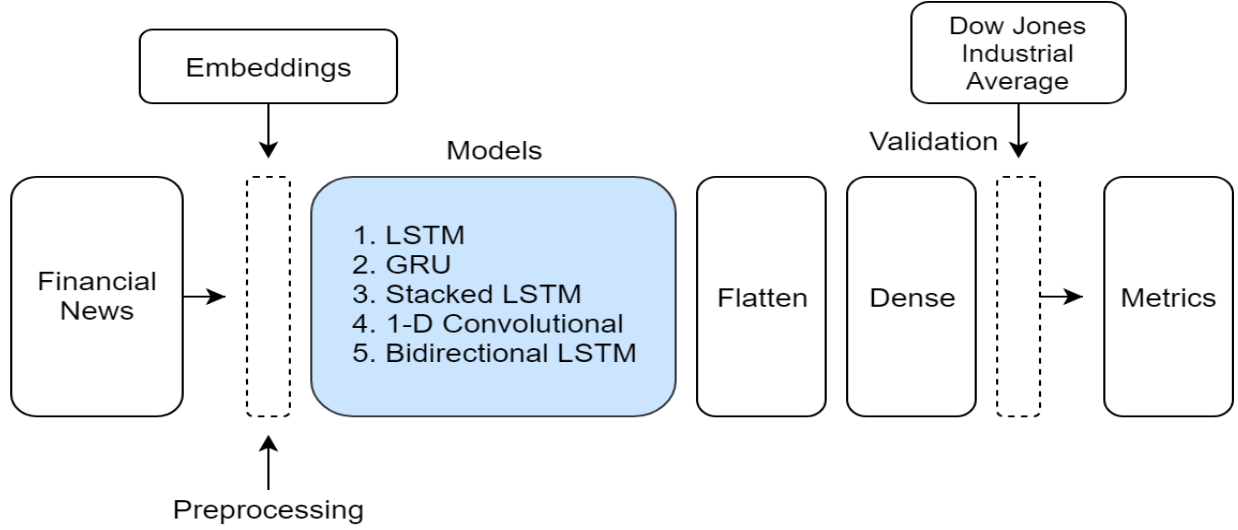 Embeddings
Dow Jones
Industrial
Average
Validation
Models
Financial
News
1. LSTM
2. GRU
3. Stacked LSTM
4. 1-D Convolutional
5. Bidirectional LSTM
Flatten
Dense
Metrics
Preprocessing